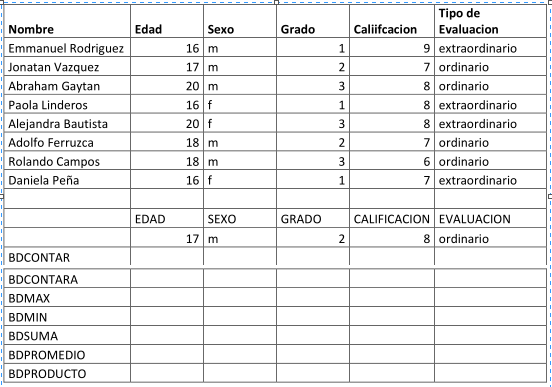 Nombre Edad Sexo Grado Caliifcacion Tipo de Evaluacion
Emmanuel Rodriguez 16 m 1 9 extraordinario
Jonatan Vazquez 17 m 2 7 ordinario
Abraham Gaytan 20 m 3 8 ordinario
Paola Linderos 16 f 1 8 extraordinario
Alejandra Bautista 20 f 3 8 extraordinario
Adolfo Ferruzca 18 m 2 7 ordinario
Rolando Campos 18 m 3 6 ordinario
Daniela Peña 16 f 1 7 extraordinario
EDAD SEXO GRADO CALIFICACION EVALUACION
17 m 2 8 ordinario
BDCONTAR
BDCONTARA
BDMAX
BDMIN
BDSUMA
BDPROMEDIO
BDPRODUCTO